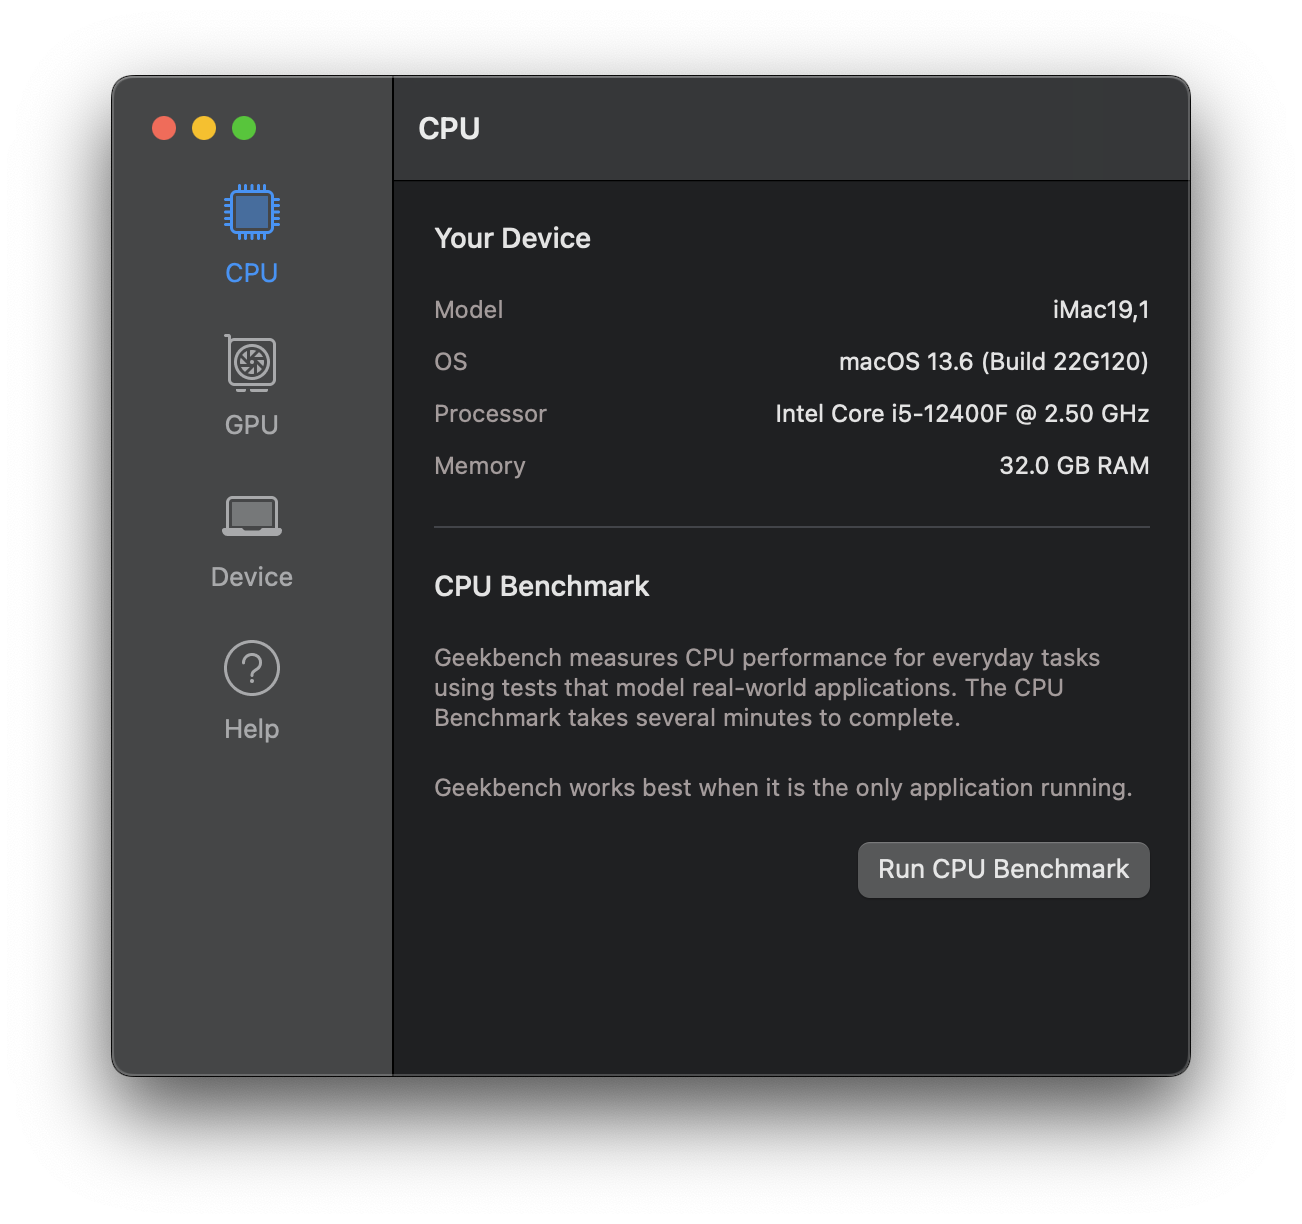 CPU
CPU
GPU
Device
Help
Your Device
Model iMac19,1
OS macOS 13.6 (Build 22G120)
Processor Intel Core i5-12400F @ 2.50 GHz
Memory 32.0 GB RAM
CPU Benchmark
Geekbench measures CPU performance for everyday tasks
using tests that model real-world applications. The CPU
Benchmark takes several minutes to complete.
Geekbench works best when it is the only application running.
Run CPU Benchmark